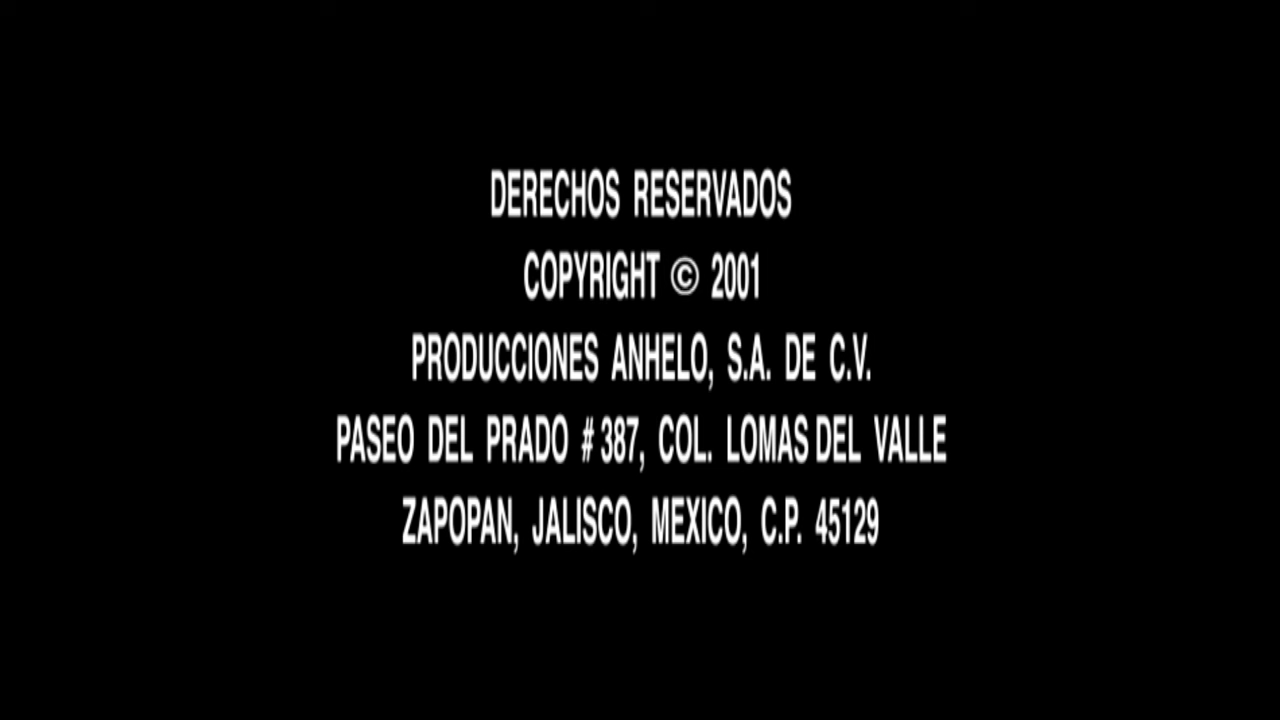 DERECHOS RESERVADOS
COPYRIGHT © 2001
PRODUCCIONES ANHELO, S.A. DE C.V.
PASEO DEL PRADO # 387, COL. LOMAS DEL VALLE
ZAPOPAN, JALISCO, MEXICO, C.P. 45129